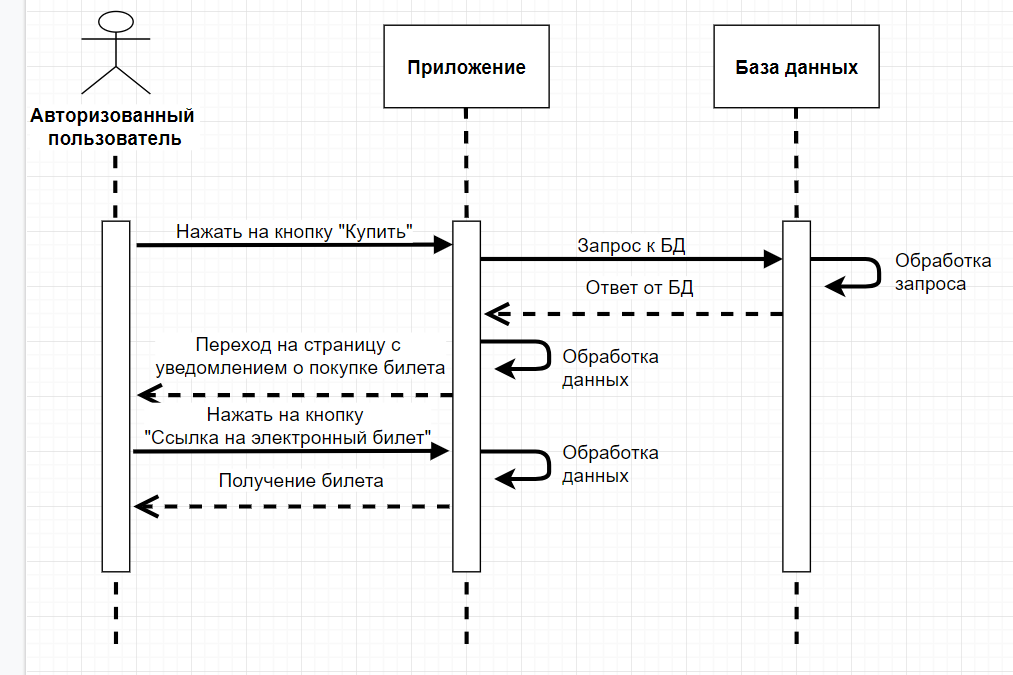 Авторизованный
пользователь
Приложение
База данных
Нажать на кнопку "Купить"
Запрос к БД
Обработка
запроса
Ответ от БД
Переход на страницу с
уведомлением о покупке билета
Обработка
данных
Нажать на кнопку
"Ссылка на электронный билет"
Обработка
данных
Получение билета